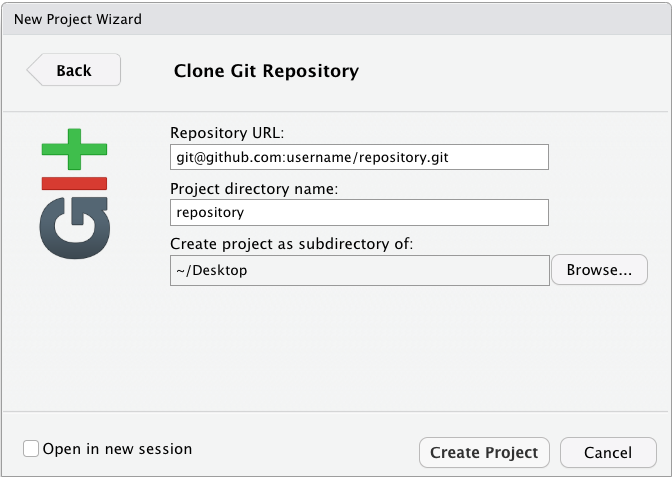 New Project Wizard
Back
Clone Git Repository
GI+
Repository URL:
git@github.com:username/repository.git
Project directory name:
repository
Create project as subdirectory of:
~/Desktop
Browse...
Open in new session
Create Project
Cancel